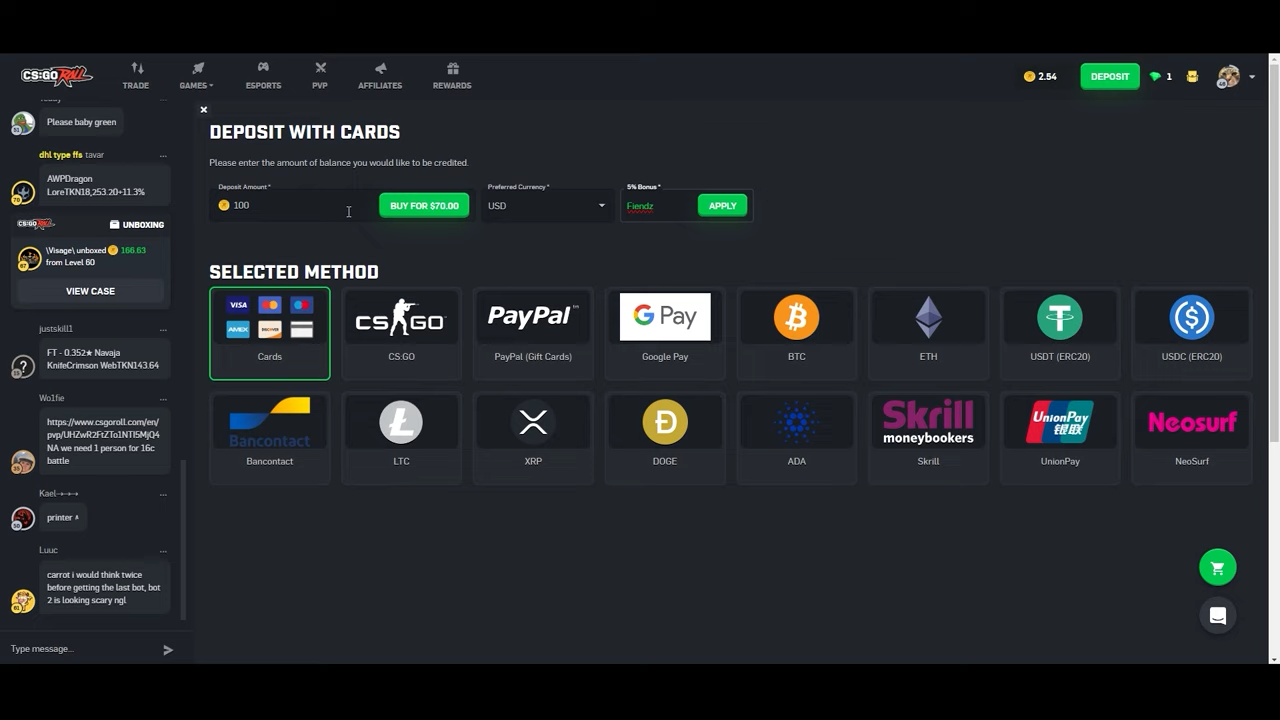 CS:GO ROLL
TRADE
GAMES
ESPORTS
PVP
AFFILIATES
REWARDS
2.54
DEPOSIT
1
Please baby green
dhl type ffs tavar
AWPDragon
LoreTKN18,253.20+11.3%
CS:GO ROLL
UNBOXING
\Visage\ unboxed 166.63
from Level 60
VIEW CASE
justskill1
FT - 0.352★ Navaja
KnifeCrimson WebTKN143.64
Wo1fie
https://www.csgoroll.com/en/
pvp/UHZwR2FtZTo1NTI5MjQ4
NA we need 1 person for 16c
battle
Kael
printer
Luuc
carrot i would think twice
before getting the last bot, bot
2 is looking scary ngl
Type message...
DEPOSIT WITH CARDS
Please enter the amount of balance you would like to be credited.
Deposit Amount *
100
BUY FOR $70.00
Preferred Currency *
USD
5% Bonus *
Fiendz
APPLY
SELECTED METHOD
VISA
AMEX
DISCOVER
Cards
CS:GO
CS:GO
PayPal
PayPal (Gift Cards)
G Pay
Google Pay
BTC
ETH
USDT (ERC20)
USDC (ERC20)
Bancontact
Bancontact
LTC
XRP
DOGE
ADA
Skrill
moneybookers
Skrill
UnionPay
银联
UnionPay
Neosurf
NeoSurf